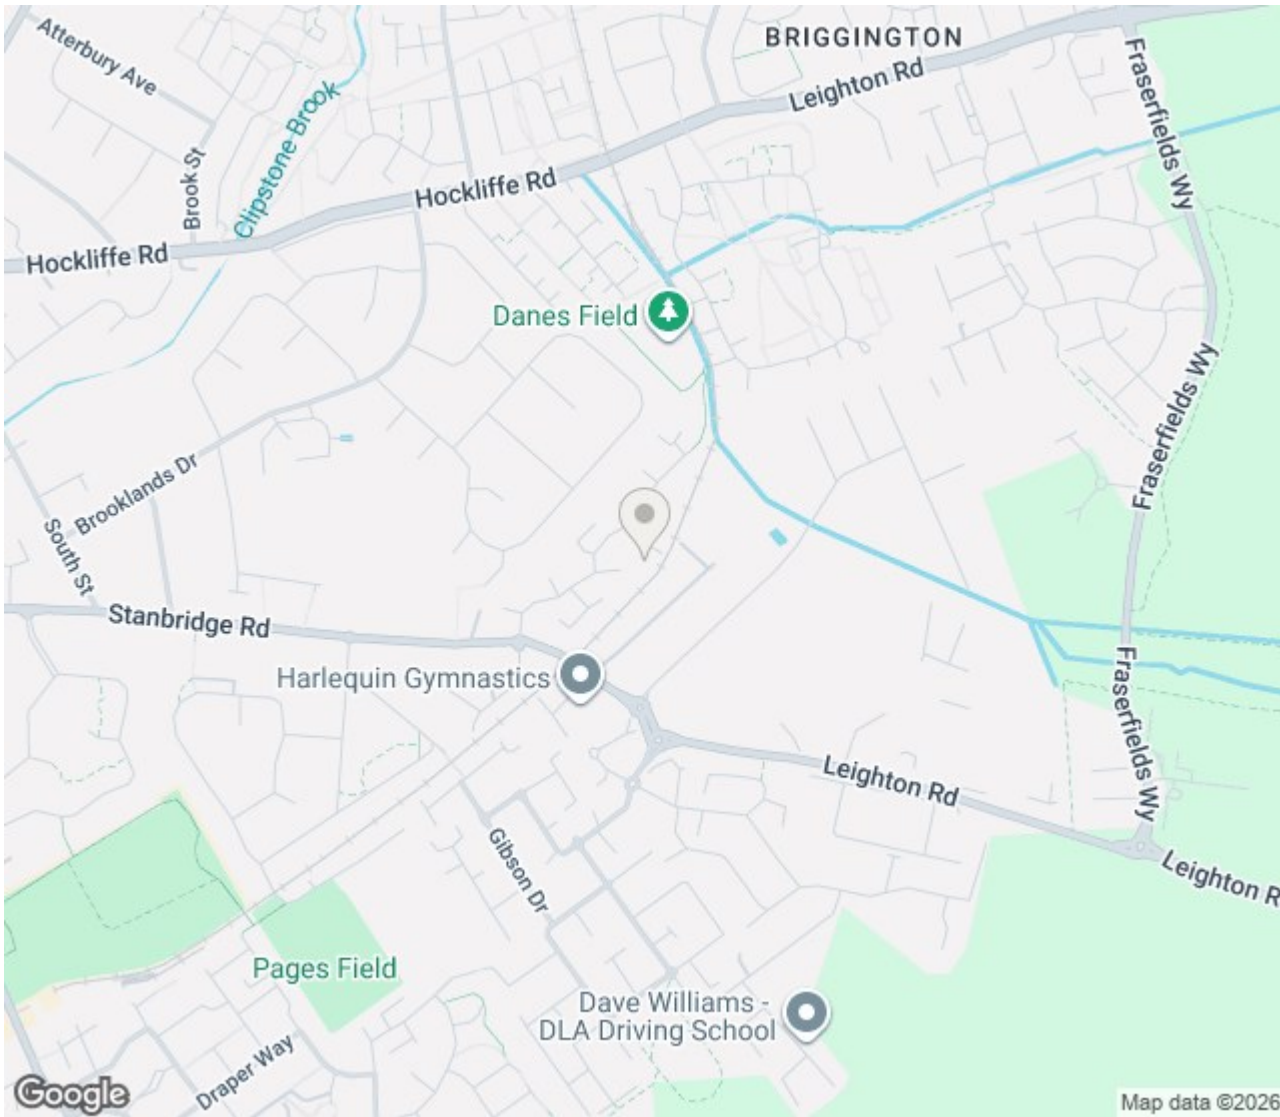 BRIGGINGTON
Atterbury Ave
Leighton Rd
Fraserfields Wy
Clipstone Brook
Brook St
Hockliffe Rd
Hockliffe Rd
Danes Field
Fraserfields Wy
Brooklands Dr
South St
Stanbridge Rd
Harlequin Gymnastics
Fraserfields Wy
Leighton Rd
Gibson Dr
Leighton R
Pages Field
Dave Williams -
DLA Driving School
Draper Way
Google
Map data ©2026